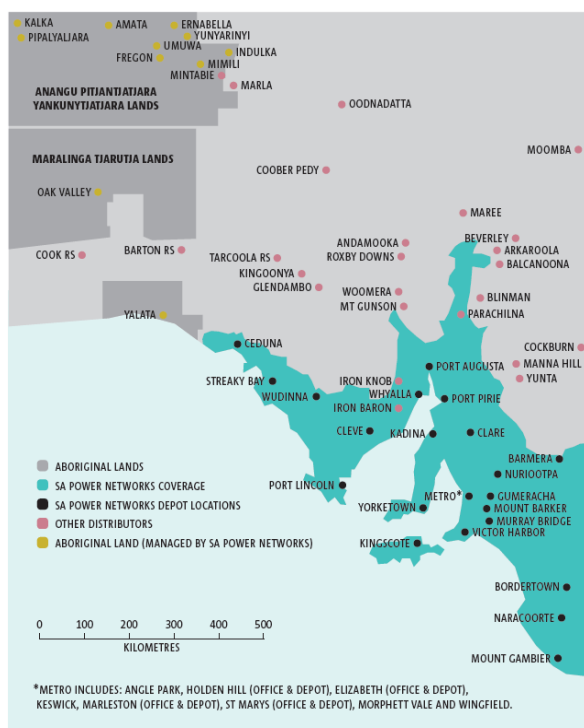 KALKA
AMATA
ERNABELLA
PIPALYALJARA
YUNYARINYI
UMUWA
INDULKA
FREGON
MIMILI
MINTABIE
MARLA
ANANGU PITJANTJATJARA
YANKUNYTJATJARA LANDS
OODNADATTA
MOOMBA
MARALINGA TJARUTJA LANDS
COOBER PEDY
OAK VALLEY
MAREE
BEVERLEY
ANDAMOOKA
ARKAROOLA
COOK RS
BARTON RS
TARCOOLA RS
ROXBY DOWNS
BALCANOONA
KINGOONYA
GLENDAMBO
WOOMERA
BLINMAN
MT GUNSON
YALATA
PARACHILNA
CEDUNA
COCKBURN
PORT AUGUSTA
MANNA HILL
STREAKY BAY
IRON KNOB
YUNTA
WUDINNA
WHYALLA
PORT PIRIE
IRON BARON
CLEVE
KADINA
CLARE
BARMERA
ABORIGINAL LANDS
NURIOOTPA
SA POWER NETWORKS COVERAGE
PORT LINCOLN
METRO*
GUMERACHA
SA POWER NETWORKS DEPOT LOCATIONS
YORKETOWN
MOUNT BARKER
OTHER DISTRIBUTORS
MURRAY BRIDGE
VICTOR HARBOR
ABORIGINAL LAND (MANAGED BY SA POWER NETWORKS)
KINGSCOTE
BORDERTOWN
NARACOORTE
0 100 200 300 400 500
KILOMETRES
MOUNT GAMBIER
*METRO INCLUDES: ANGLE PARK, HOLDEN HILL (OFFICE & DEPOT), ELIZABETH (OFFICE & DEPOT),
KESWICK, MARLESTON (OFFICE & DEPOT), ST MARYS (OFFICE & DEPOT), MORPHETT VALE AND WINGFIELD.